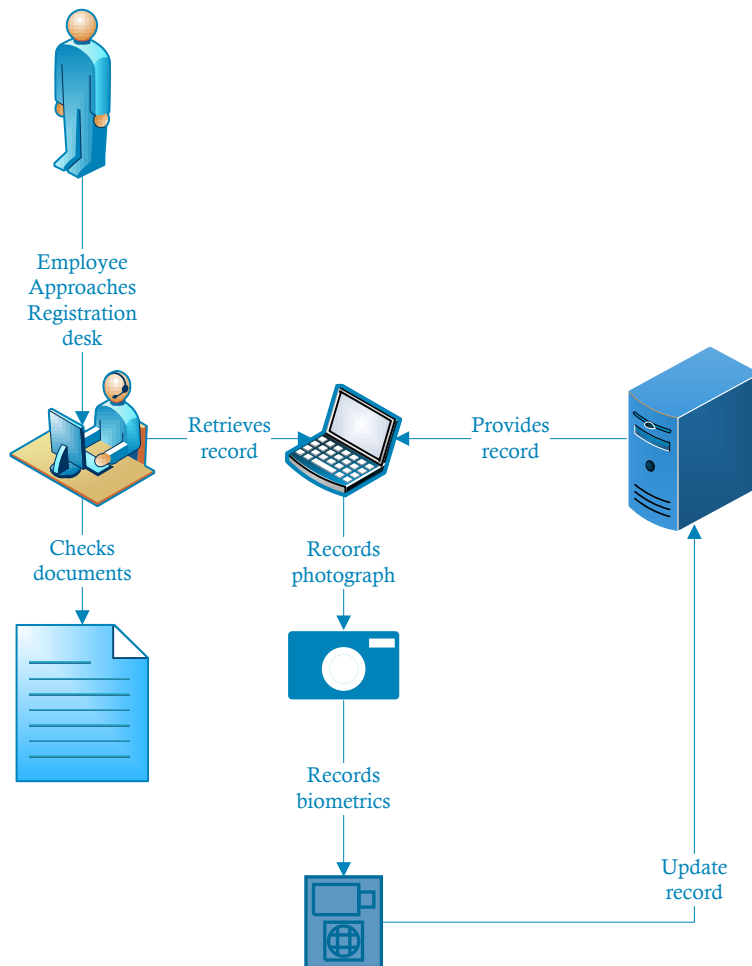 Employee
Approaches
Registration
desk
Retrieves
record
Provides
record
Checks
documents
Records
photograph
Records
biometrics
Update
record